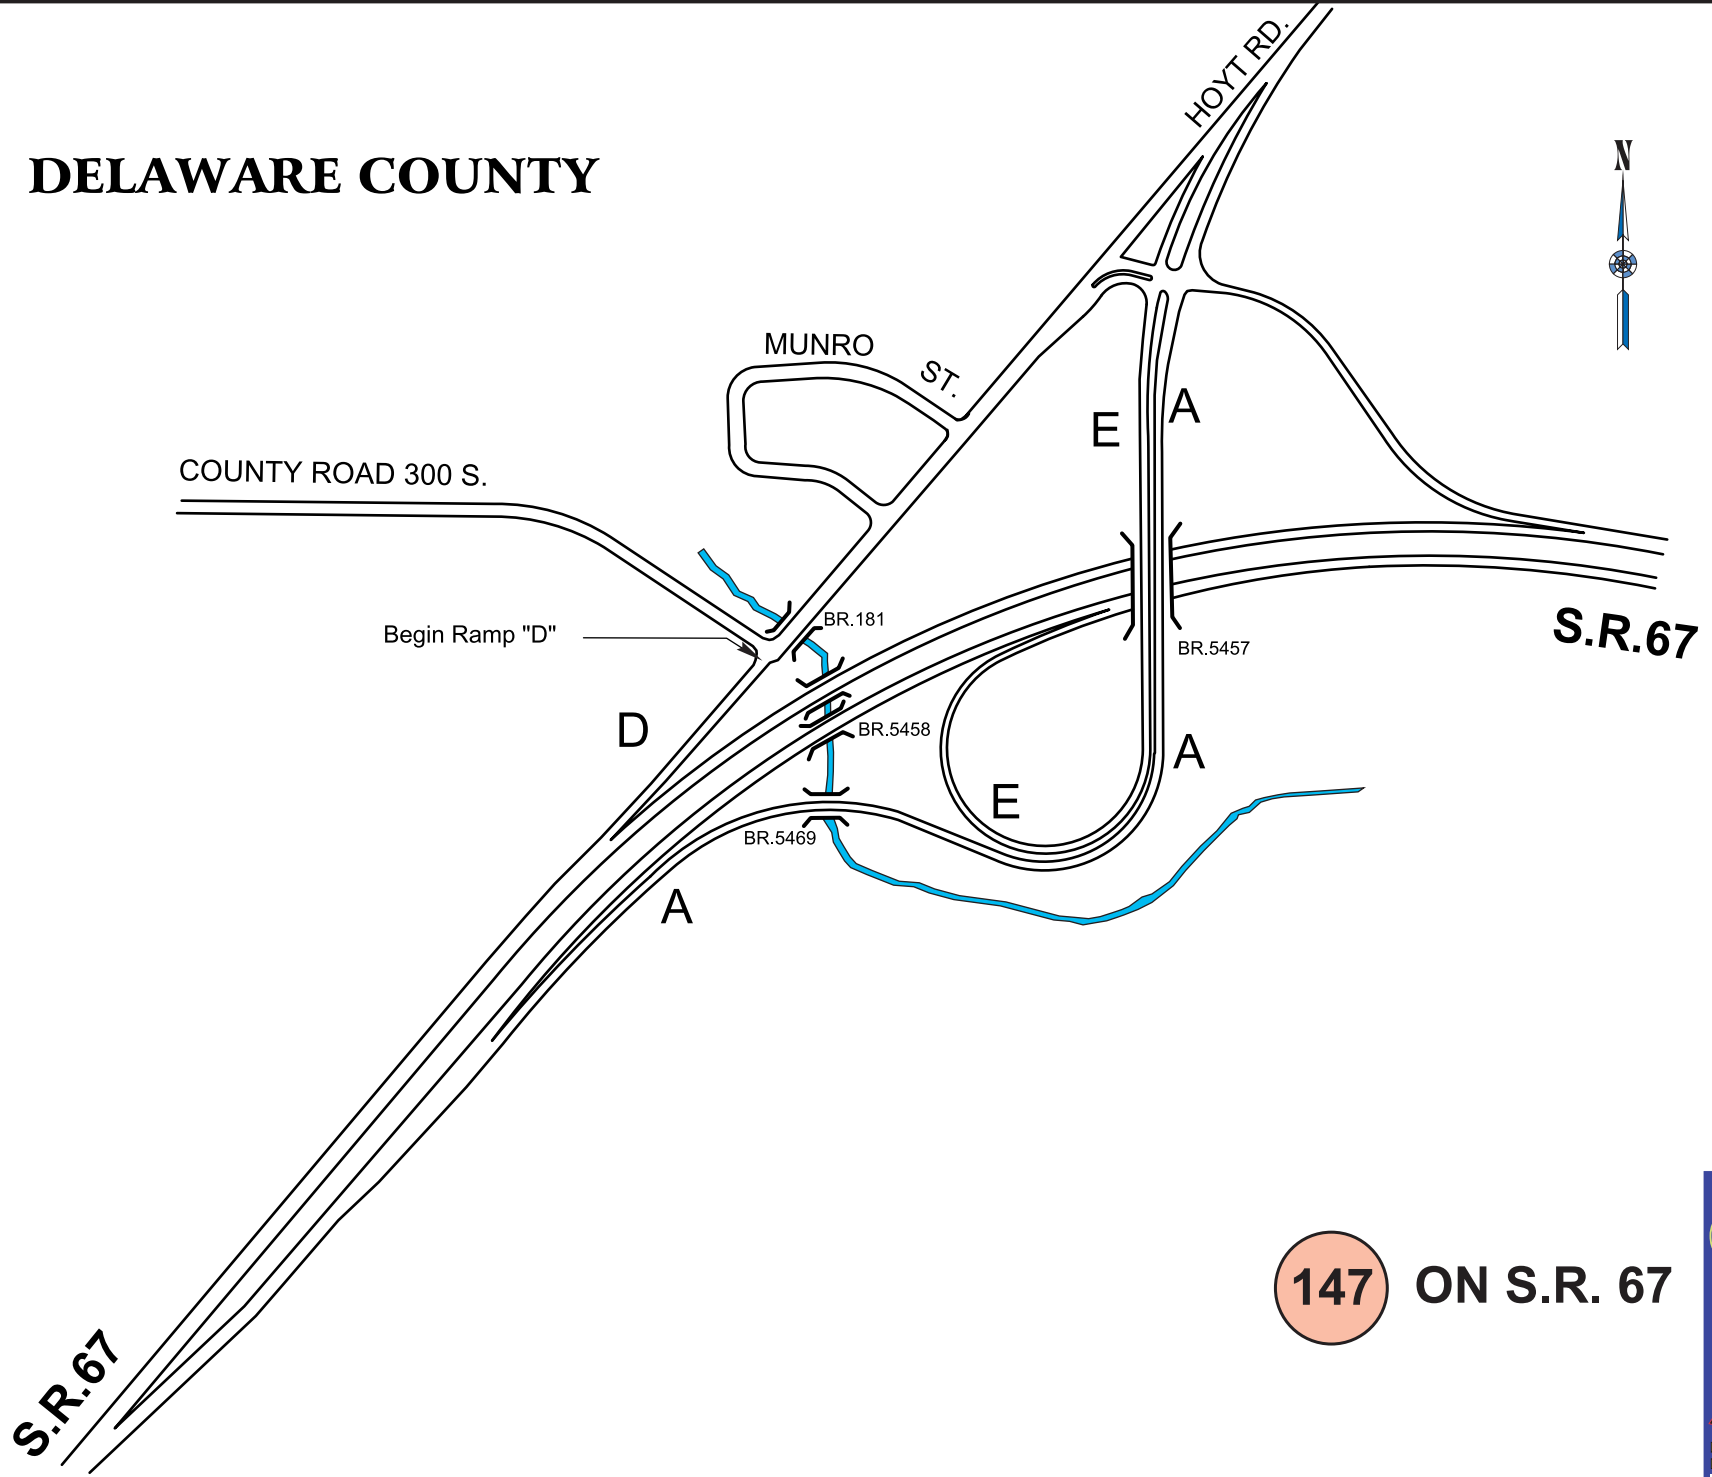 HOYT RD.
N
DELAWARE COUNTY
MUNRO
ST.
E
A
COUNTY ROAD 300 S.
BR.181
Begin Ramp "D"
BR.5457
S.R.67
D
BR.5458
A
E
BR.5469
A
147
ON S.R. 67
S.R.67